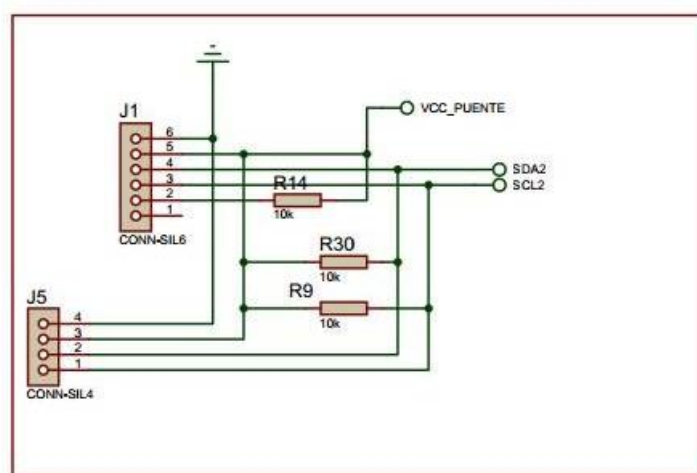 J1
6
5
4
3
2
1
CONN-SIL6
VCC_PUENTE
SDA2
SCL2
R14
10k
R30
10k
R9
10k
J5
4
3
2
1
CONN-SIL4